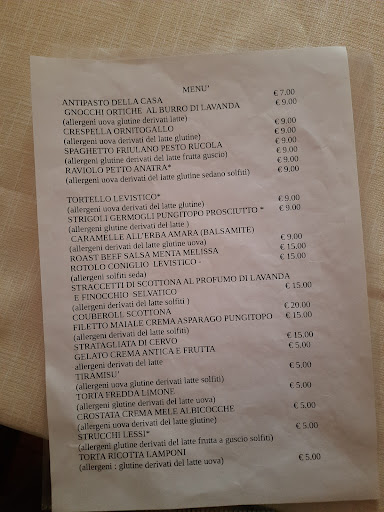 MENU'
ANTIPASTO DELLA CASA € 7.00
GNOCCHI ORTICHE AL BURRO DI LAVANDA € 9.00
(allergeni uova glutine derivati latte)
CRESPELLA ORNITOGALLO € 9.00
(allergeni uova derivati del latte glutine) € 9.00
SPAGHETTO FRIULANO PESTO RUCOLA € 9.00
(allergeni glutine derivati del latte frutta guscio) € 9.00
RAVIOLO PETTO ANATRA* € 9.00
(allergeni uova derivati del latte glutine sedano solfiti)
TORTELLO LEVISTICO* € 9.00
(allergeni uova derivati del latte glutine) € 9.00
STRIGOLI GERMOGLI PUNGITOPO PROSCIUTTO *
(allergeni glutine derivati del latte )
CARAMELLE ALL'ERBA AMARA (BALSAMITE) € 9.00
(allergeni derivati del latte glutine uova) € 15.00
ROAST BEEF SALSA MENTA MELISSA € 15.00
ROTOLO CONIGLIO LEVISTICO -
(allergeni solfiti seda)
STRACCETTI DI SCOTTONA AL PROFUMO DI LAVANDA € 15.00
E FINOCCHIO SELVATICO
(allergeni derivati del latte solfiti )
COUBEROLL SCOTTONA € 20.00
FILETTO MAIALE CREMA ASPARAGO PUNGITOPO € 15.00
(allergeni derivati del latte solfiti)
STRATAGLIATA DI CERVO € 15.00
GELATO CREMA ANTICA E FRUTTA € 5.00
allergeni derivati del latte
TIRAMISU' € 5.00
(allergeni uova glutine derivati latte solfiti)
TORTA FREDDA LIMONE € 5.00
(allergeni glutine derivati del latte uova)
CROSTATA CREMA MELE ALBICOCCHE € 5.00
(allergeni uova derivati del latte glutine)
STRUCCHI LESSI* € 5.00
(allergeni glutine derivati del latte frutta a guscio solfiti)
TORTA RICOTTA LAMPONI € 5.00
(allergeni : glutine derivati del latte uova)